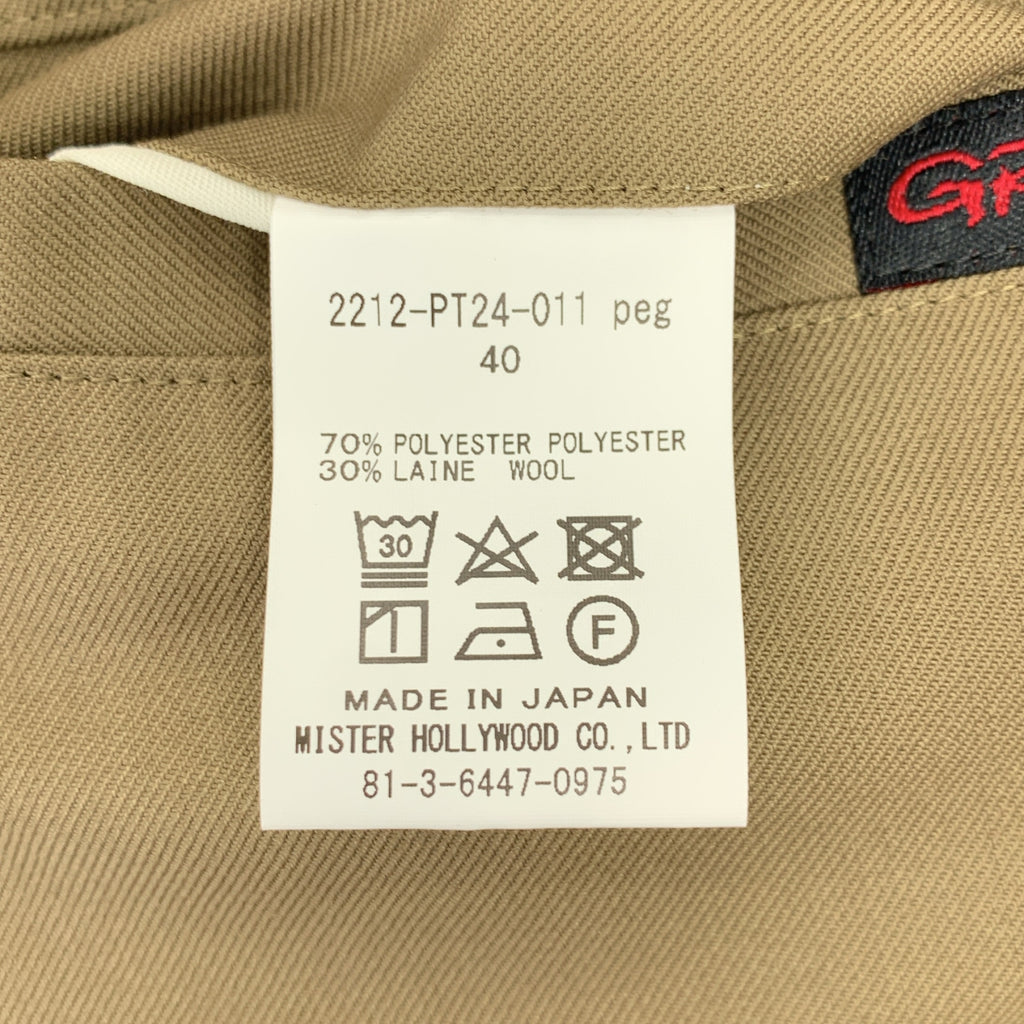 2212-PT24-011 peg
40
70% POLYESTER POLYESTER
30% LAINE WOOL
30
F
MADE IN JAPAN
MISTER HOLLYWOOD CO.,LTD
81-3-6447-0975